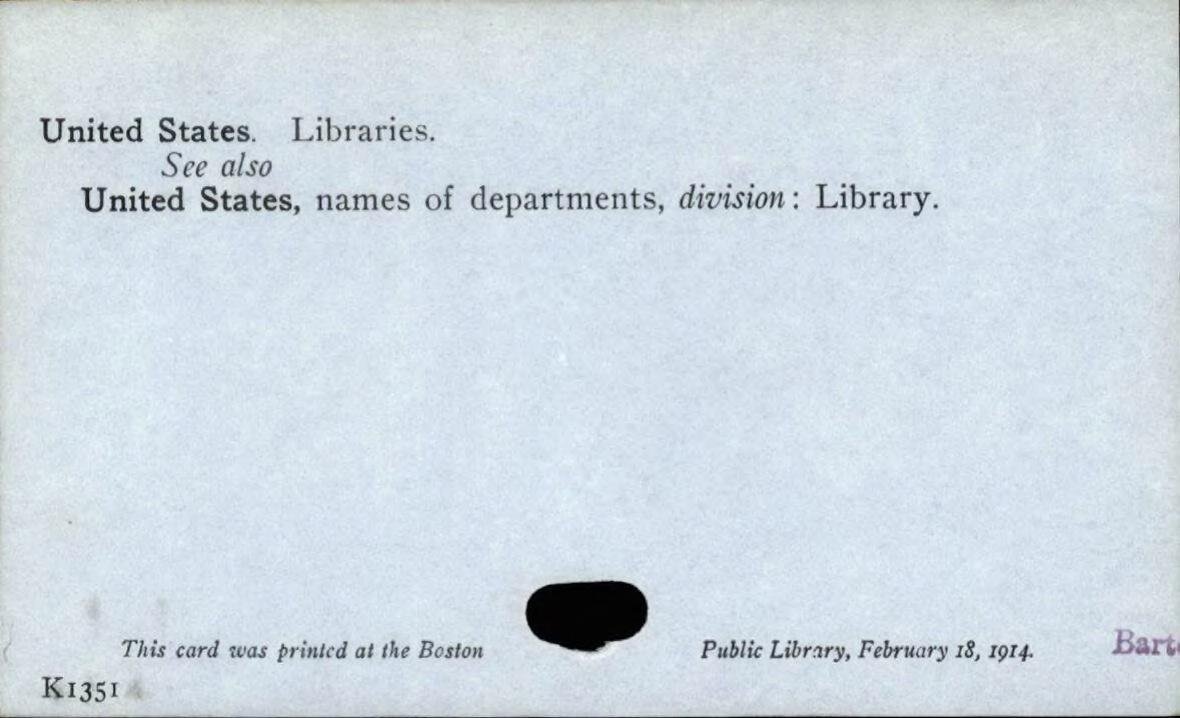 United States. Libraries.
See also
United States, names of departments, division: Library.
This card was printed at the Boston Public Library, February 18, 1914.
K1351